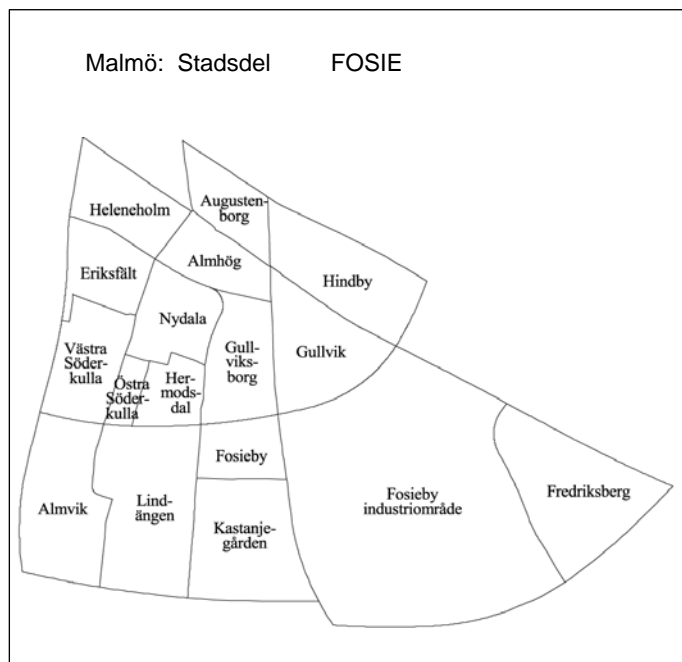 Malmö: Stadsdel FOSIE
Heleneholm
Augusten-
borg
Almhög
Eriksfält
Hindby
Nydala
Västra
Söder-
kulla
Gull-
viks-
borg
Gullvik
Östra
Söder-
kulla
Her-
mods-
dal
Fosieby
Almvik
Lind-
ängen
Kastanje-
gården
Fosieby
industriområde
Fredriksberg